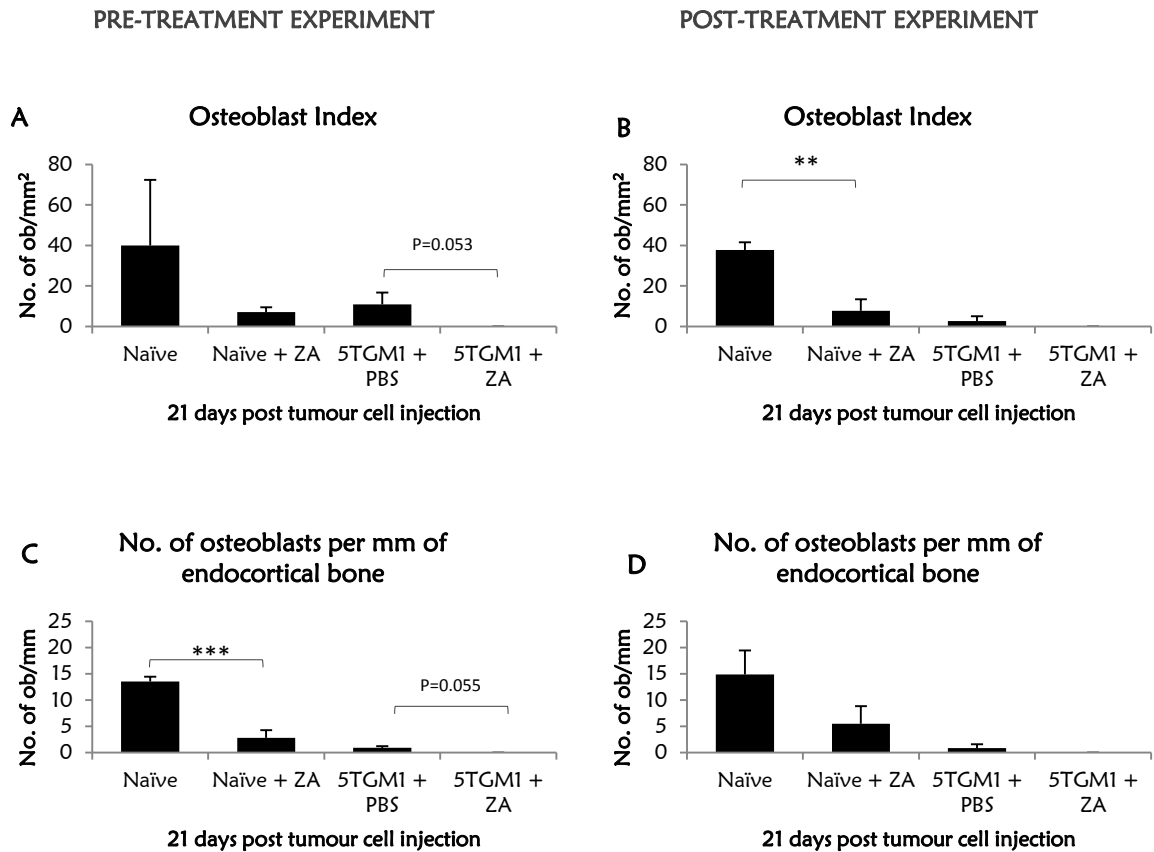 PRE-TREATMENT EXPERIMENT
POST-TREATMENT EXPERIMENT
A
Osteoblast Index
No. of ob/mm²
80
60
40
20
0
P=0.053
Naïve
Naïve + ZA
5TGM1 +
PBS
5TGM1 +
ZA
21 days post tumour cell injection
B
Osteoblast Index
No. of ob/mm²
80
60
40
20
0
**
Naïve
Naïve + ZA
5TGM1 +
PBS
5TGM1 +
ZA
21 days post tumour cell injection
C
No. of osteoblasts per mm of
endocortical bone
No. of ob/mm
25
20
15
10
5
0
***
P=0.055
Naïve
Naïve + ZA
5TGM1 +
PBS
5TGM1 +
ZA
21 days post tumour cell injection
D
No. of osteoblasts per mm of
endocortical bone
No. of ob/mm
25
20
15
10
5
0
Naïve
Naïve + ZA
5TGM1 +
PBS
5TGM1 +
ZA
21 days post tumour cell injection